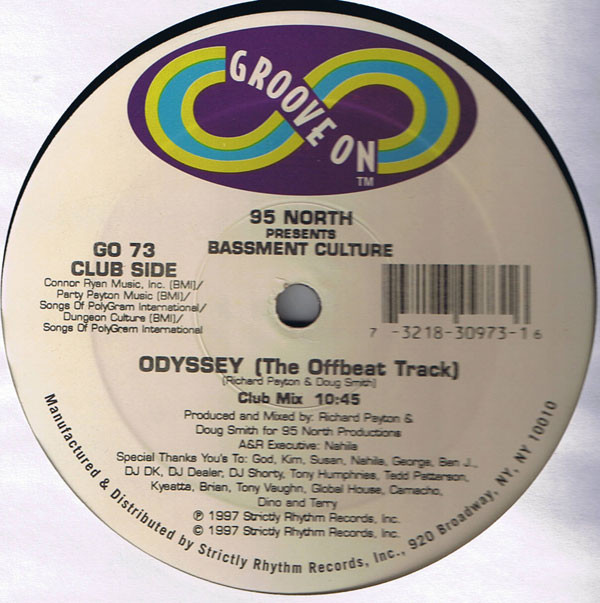 GROOVE ON
TM
95 NORTH
PRESENTS
BASSMENT CULTURE
GO 73
CLUB SIDE
Connor Ryan Music, Inc. (BMI)/
Party Payton Music (BMI)/
Songs Of PolyGram International/
Dungeon Culture (BMI)/
Songs Of PolyGram International
7 -3218-30973-1 6
ODYSSEY (The Offbeat Track)
(Richard Payton & Doug Smith)
Club Mix 10:45
Produced and Mixed by: Richard Payton &
Doug Smith for 95 North Productions
A&R Executive: Nahila
Special Thanks You's To: God, Kim, Susan, Nahila, George, Ben J.,
DJ DK, DJ Dealer, DJ Shorty, Tony Humphries, Tedd Patterson,
Kyeatta, Brian, Tony Vaughn, Global House, Camacho,
Dino and Terry
℗ 1997 Strictly Rhythm Records, Inc.
© 1997 Strictly Rhythm Records, Inc.
Manufactured & Distributed by Strictly Rhythm Records, Inc., 920 Broadway, NY, NY 10010